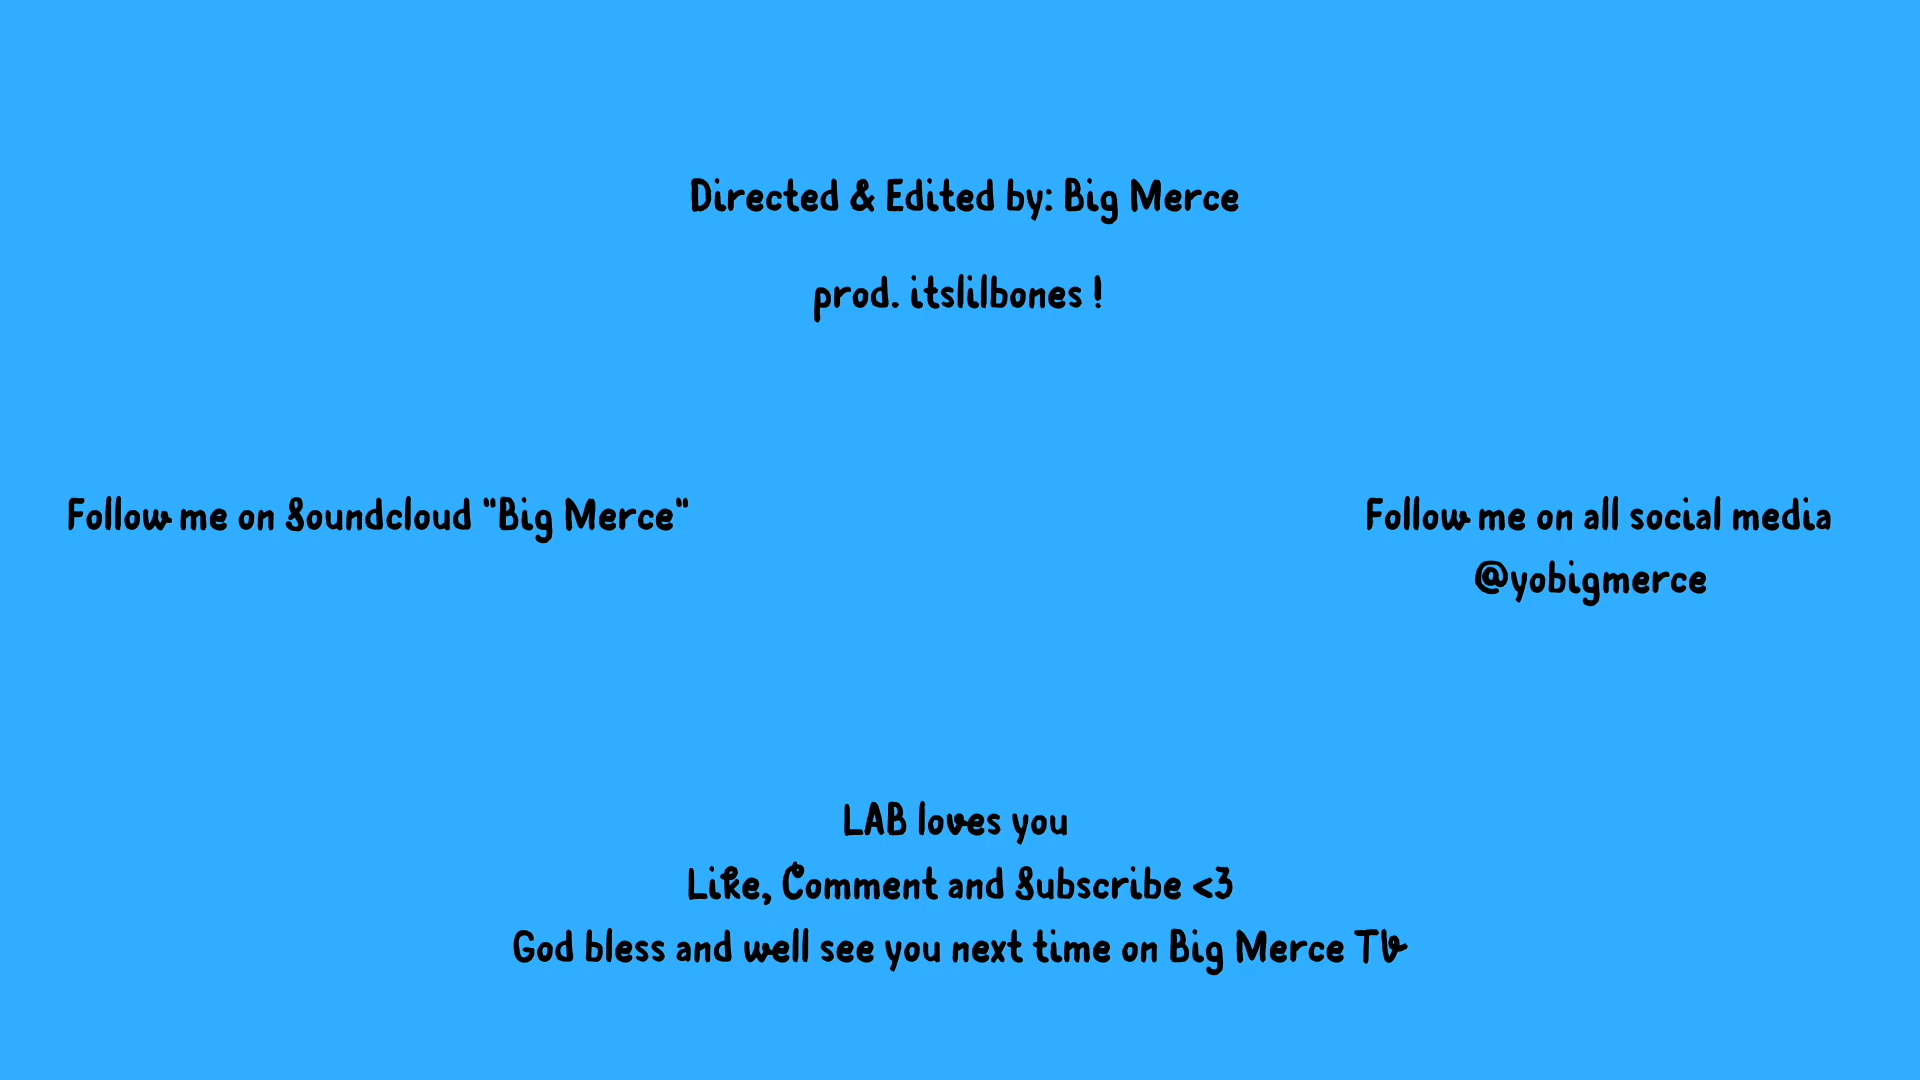 Directed & Edited by: Big Merce
prod. itslilbones !
Follow me on Soundcloud "Big Merce"
Follow me on all social media
@yobigmerce
LAB loves you
Like, Comment and Subscribe <3
God bless and well see you next time on Big Merce TV